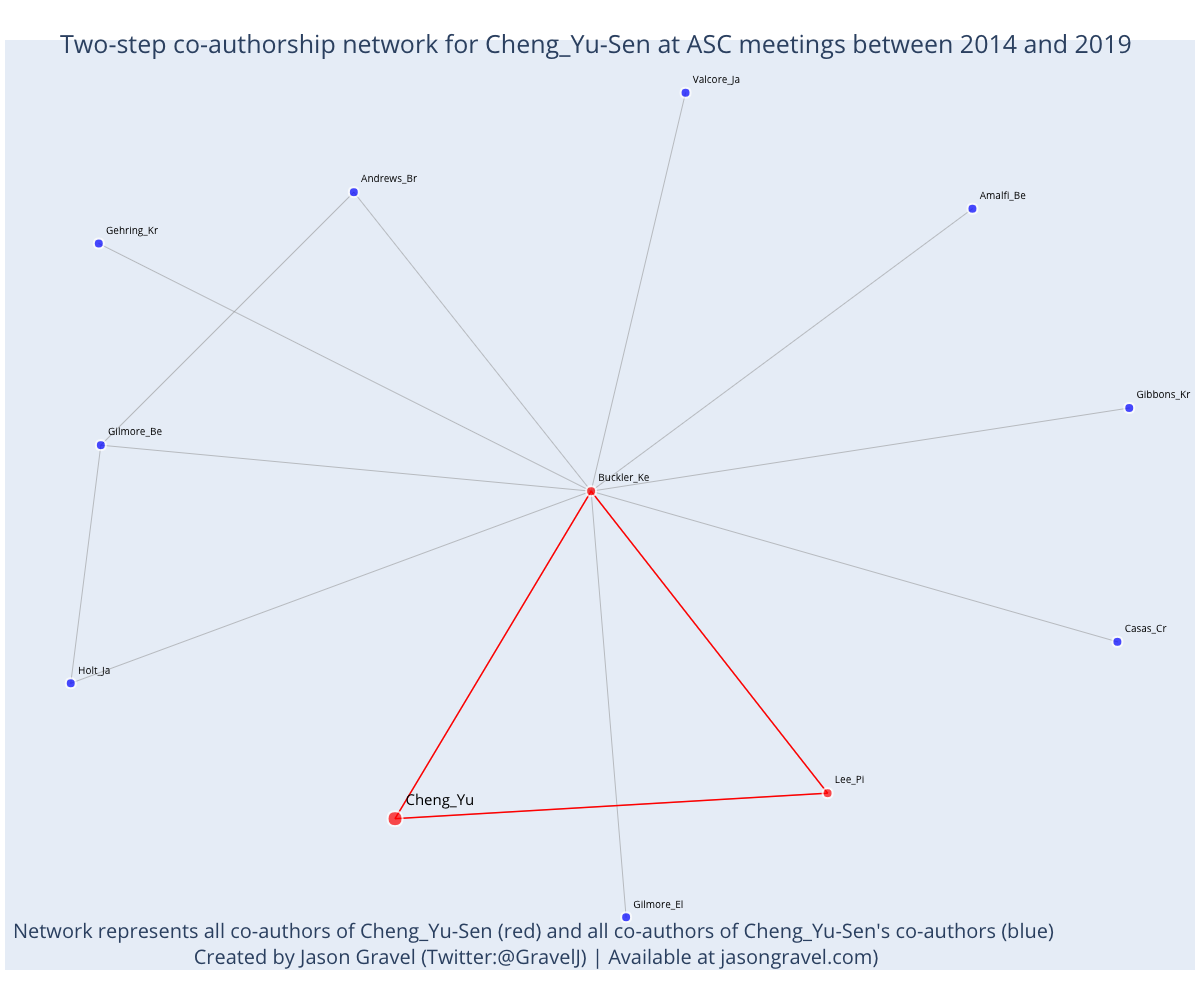 Two-step co-authorship network for Cheng_Yu-Sen at ASC meetings between 2014 and 2019
Valcore_Ja
Andrews_Br
Amalfi_Be
Gehring_Kr
Gibbons_Kr
Gilmore_Be
Buckler_Ke
Casas_Cr
Holt_Ja
Lee_Pi
Cheng_Yu
Gilmore_El
Network represents all co-authors of Cheng_Yu-Sen (red) and all co-authors of Cheng_Yu-Sen's co-authors (blue)
Created by Jason Gravel (Twitter:@GravelJ) | Available at jasongravel.com)